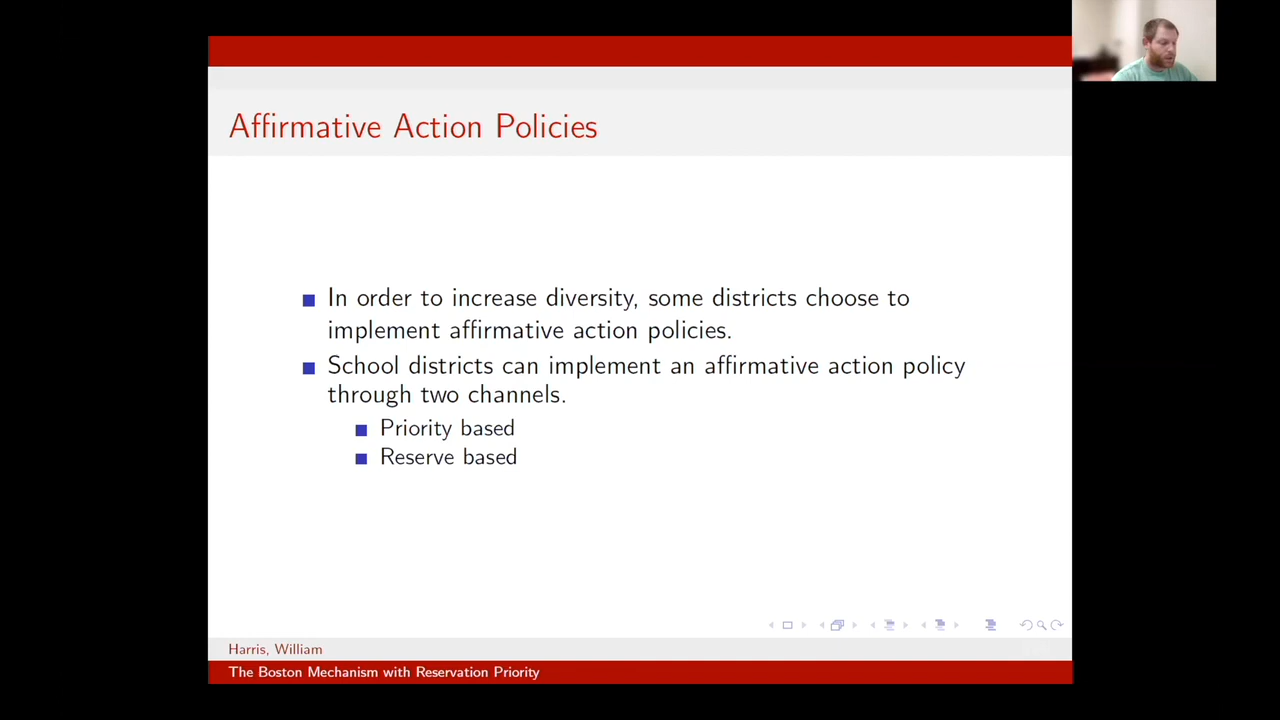 Affirmative Action Policies
In order to increase diversity, some districts choose to
implement affirmative action policies.
School districts can implement an affirmative action policy
through two channels.
Priority based
Reserve based
Harris, William
The Boston Mechanism with Reservation Priority